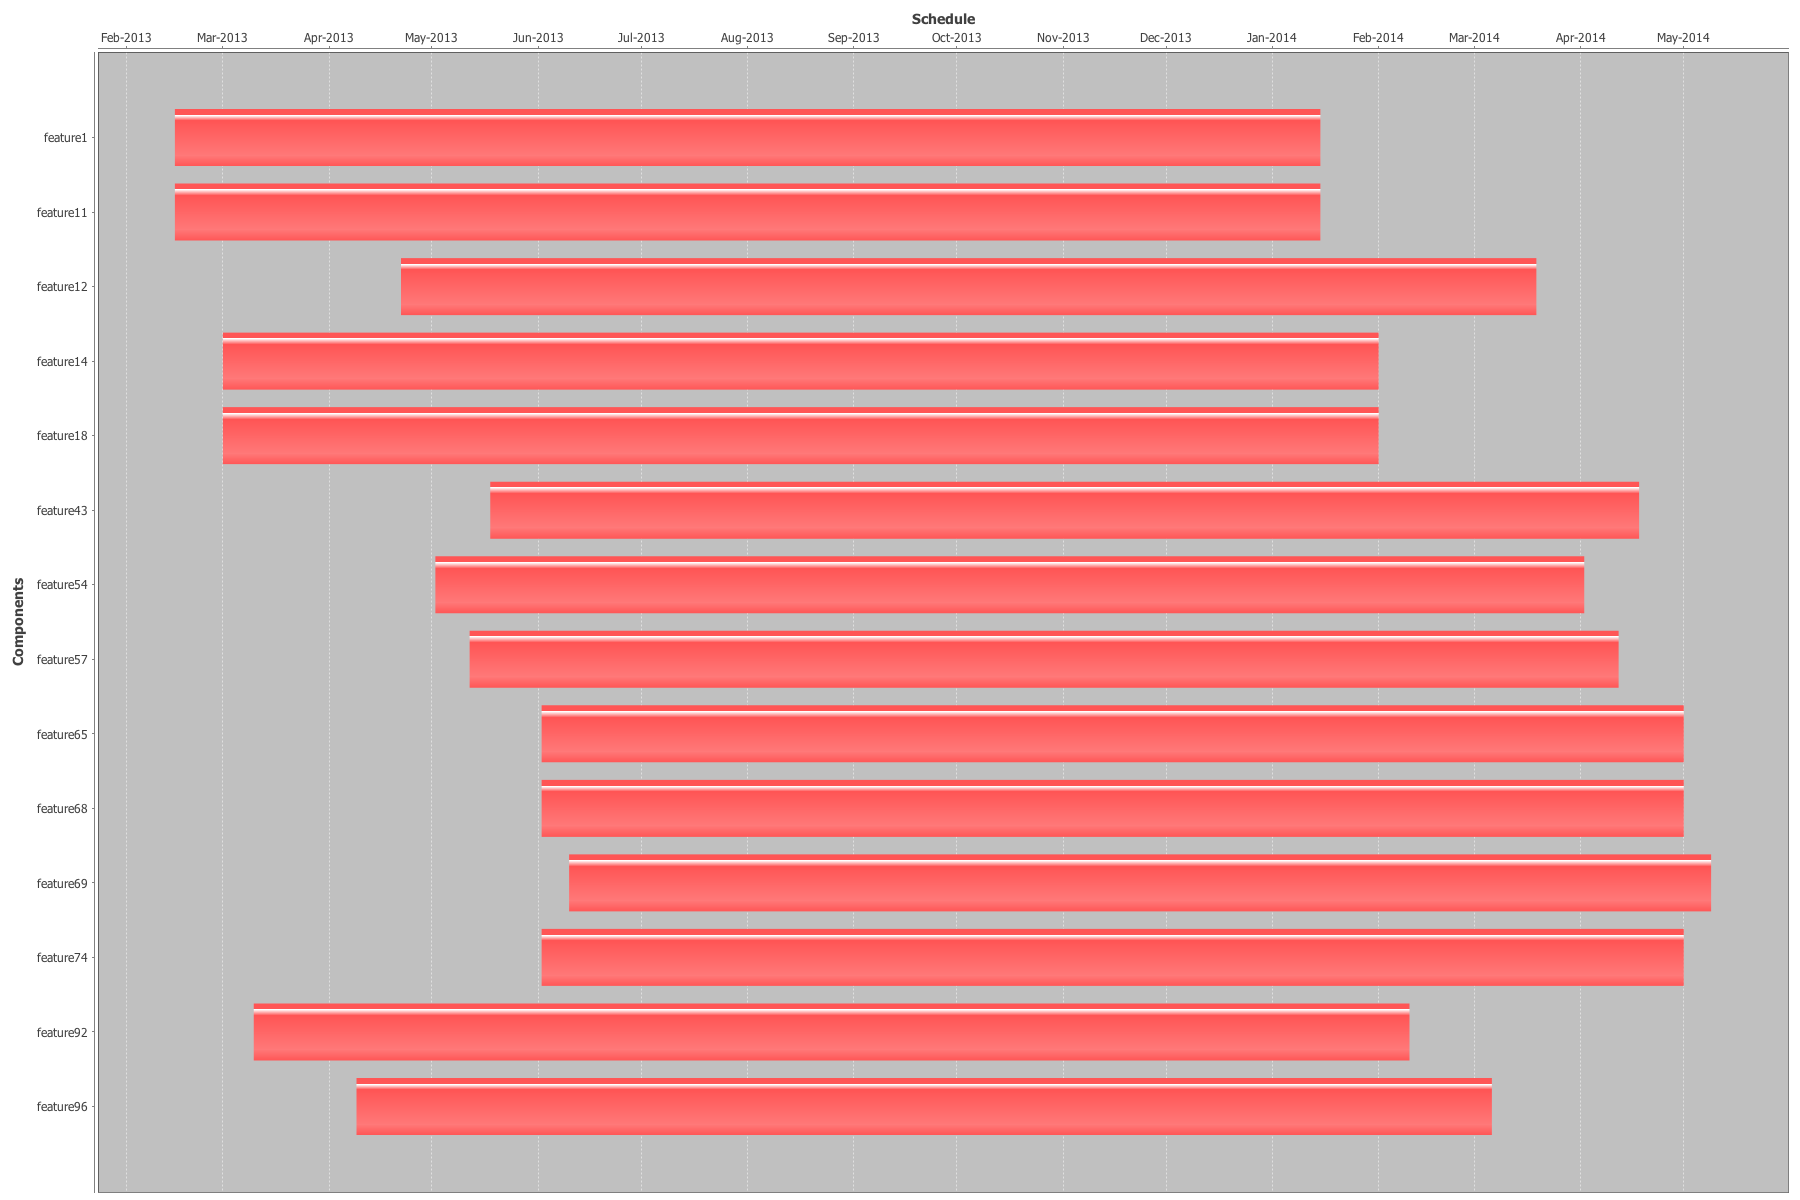 Schedule
Feb-2013 Mar-2013 Apr-2013 May-2013 Jun-2013 Jul-2013 Aug-2013 Sep-2013 Oct-2013 Nov-2013 Dec-2013 Jan-2014 Feb-2014 Mar-2014 Apr-2014 May-2014
Components
feature1
feature11
feature12
feature14
feature18
feature43
feature54
feature57
feature65
feature68
feature69
feature74
feature92
feature96